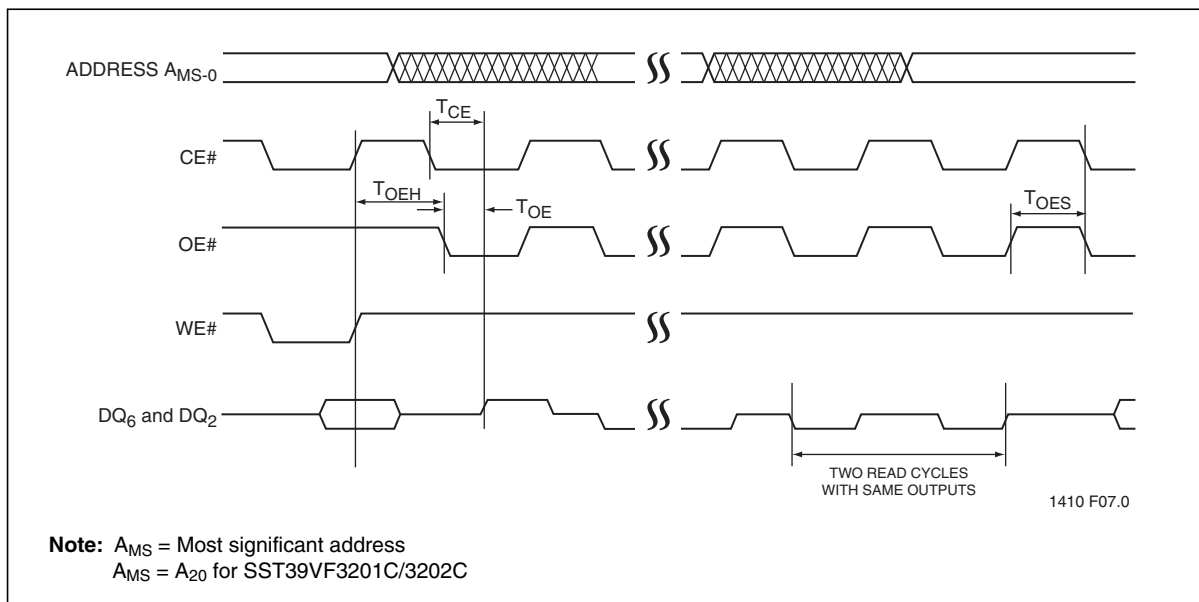 ADDRESS AMS-0
TCE
CE#
TOEH
TOE
TOES
OE#
WE#
DQ6 and DQ2
TWO READ CYCLES
WITH SAME OUTPUTS
1410 F07.0
Note: AMS = Most significant address
AMS = A20 for SST39VF3201C/3202C